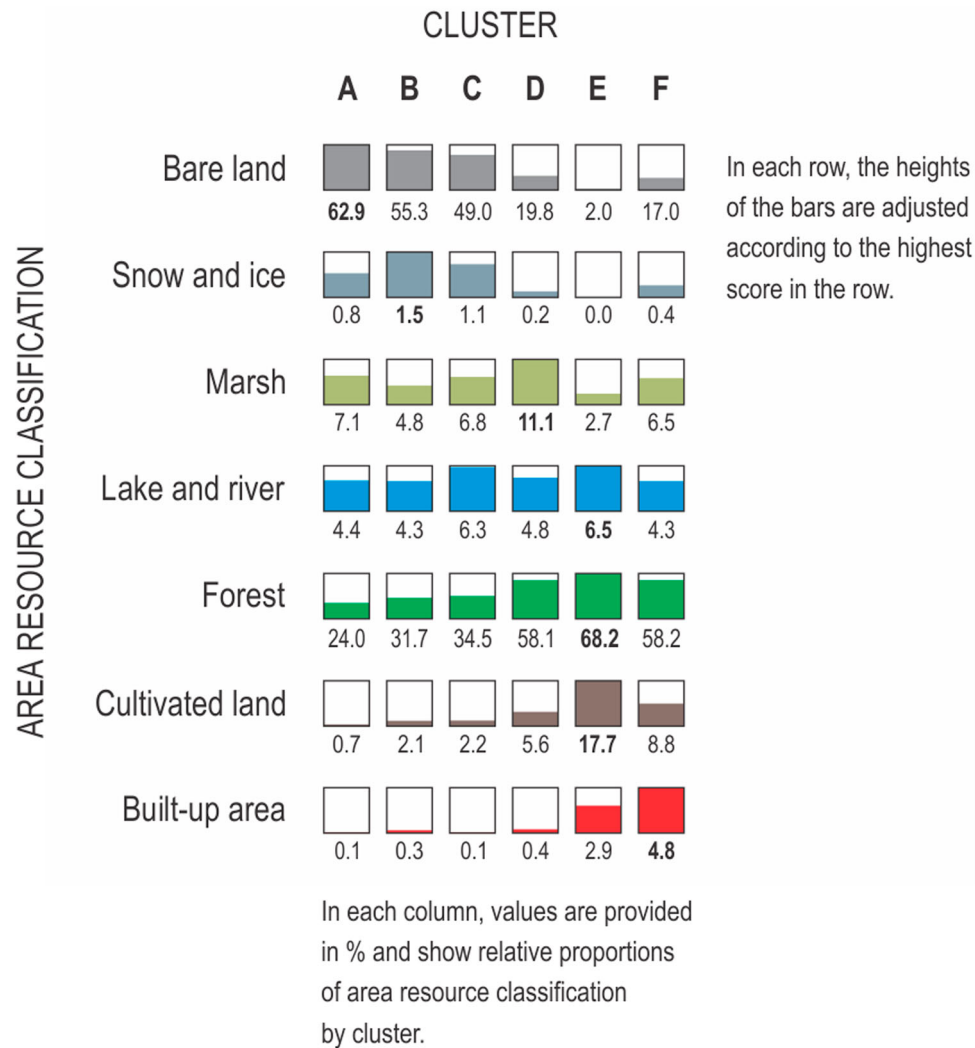 CLUSTER
A B C D E F
Bare land
62.9 55.3 49.0 19.8 2.0 17.0
In each row, the heights
of the bars are adjusted
according to the highest
score in the row.
AREA RESOURCE CLASSIFICATION
Snow and ice
0.8 1.5 1.1 0.2 0.0 0.4
Marsh
7.1 4.8 6.8 11.1 2.7 6.5
Lake and river
4.4 4.3 6.3 4.8 6.5 4.3
Forest
24.0 31.7 34.5 58.1 68.2 58.2
Cultivated land
0.7 2.1 2.2 5.6 17.7 8.8
Built-up area
0.1 0.3 0.1 0.4 2.9 4.8
In each column, values are provided
in % and show relative proportions
of area resource classification
by cluster.